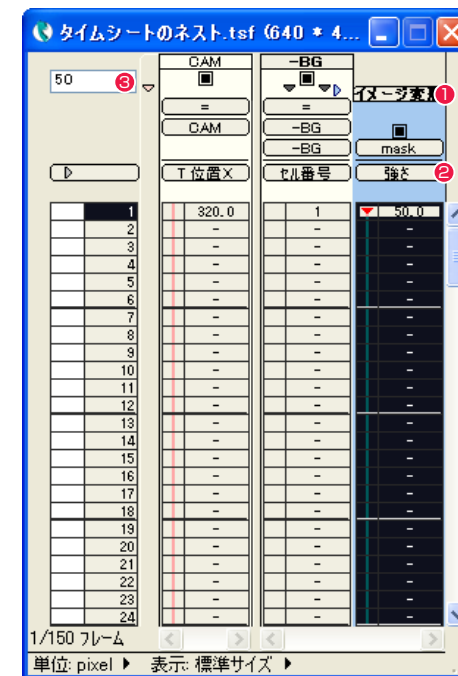 タイムシートのネスト.tsf (640 * 4...
CAM
-BG
50
3
イメージ変形
1
=
=
CAM
-BG
-BG
mask
T 位置X
セル番号
強さ
2
1 320.0 1 50.0
2 - - -
3 - - -
4 - - -
5 - - -
6 - - -
7 - - -
8 - - -
9 - - -
10 - - -
11 - - -
12 - - -
13 - - -
14 - - -
15 - - -
16 - - -
17 - - -
18 - - -
19 - - -
20 - - -
21 - - -
22 - - -
23 - - -
24 - - -
1/150 フレーム
単位: pixel 表示: 標準サイズ